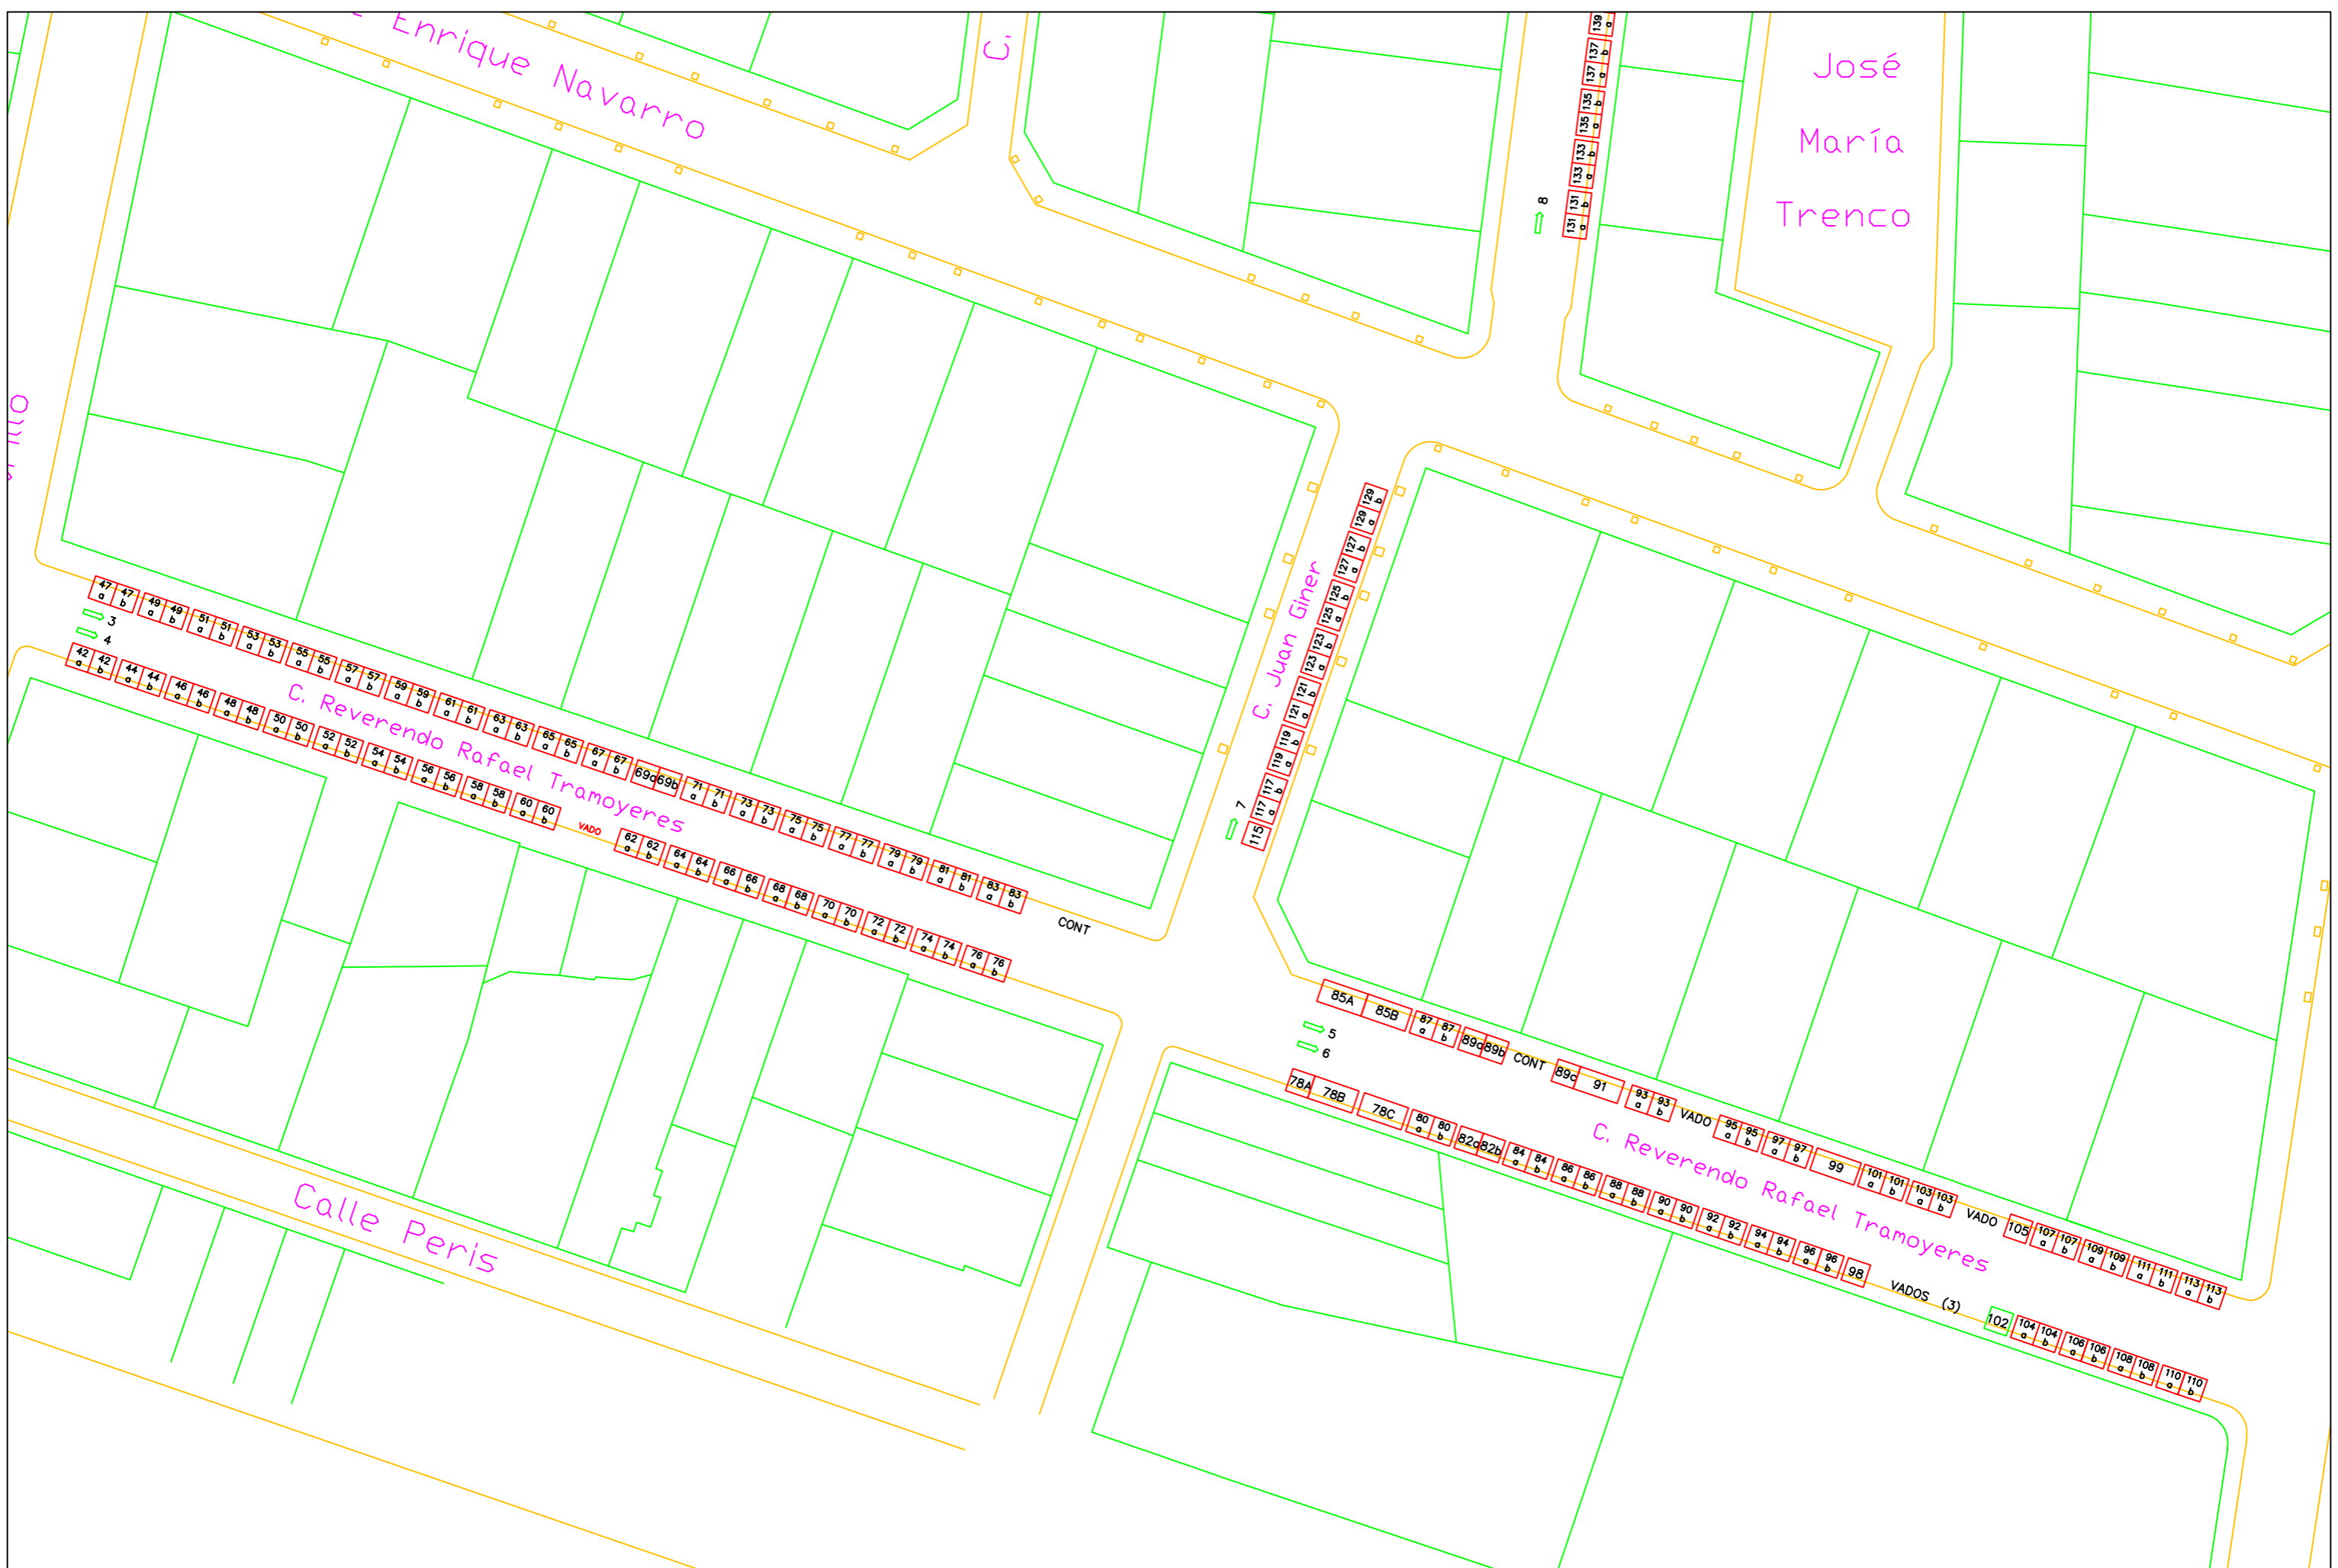 Enrique Navarro
C.
139 a
137 b
137 a
135 b
135 a
133 b
133 a
131 b
131 a
8
José
María
Trenco
129 b
129 a
127 b
127 a
125 b
125 a
123 b
123 a
121 b
121 a
119 b
119 a
117 b
117 a
115
7
C. Juan Giner
47 a 47 b 49 a 49 b 51 a 51 b 53 a 53 b 55 a 55 b 57 a 57 b 59 a 59 b 61 a 61 b 63 a 63 b 65 a 65 b 67 a 67 b 69a 69b 71 a 71 b 73 a 73 b 75 a 75 b 77 a 77 b 79 a 79 b 81 a 81 b 83 a 83 b CONT
3
4
C. Reverendo Rafael Tramoyeres
42 a 42 b 44 a 44 b 46 a 46 b 48 a 48 b 50 a 50 b 52 a 52 b 54 a 54 b 56 a 56 b 58 a 58 b 60 a 60 b VADO 62 a 62 b 64 a 64 b 66 a 66 b 68 a 68 b 70 a 70 b 72 a 72 b 74 a 74 b 76 a 76 b
85A 85B 87 a 87 b 89a 89b CONT 89c 91 93 a 93 b VADO 95 a 95 b 97 a 97 b 99 101 a 101 b 103 a 103 b VADO 105 107 a 107 b 109 a 109 b 111 a 111 b 113 a 113 b
5
6
C. Reverendo Rafael Tramoyeres
78A 78B 78C 80 a 80 b 82a 82b 84 a 84 b 86 a 86 b 88 a 88 b 90 a 90 b 92 a 92 b 94 a 94 b 96 a 96 b 98 VADOS (3) 102 104 a 104 b 106 a 106 b 108 a 108 b 110 a 110 b
Calle Peris